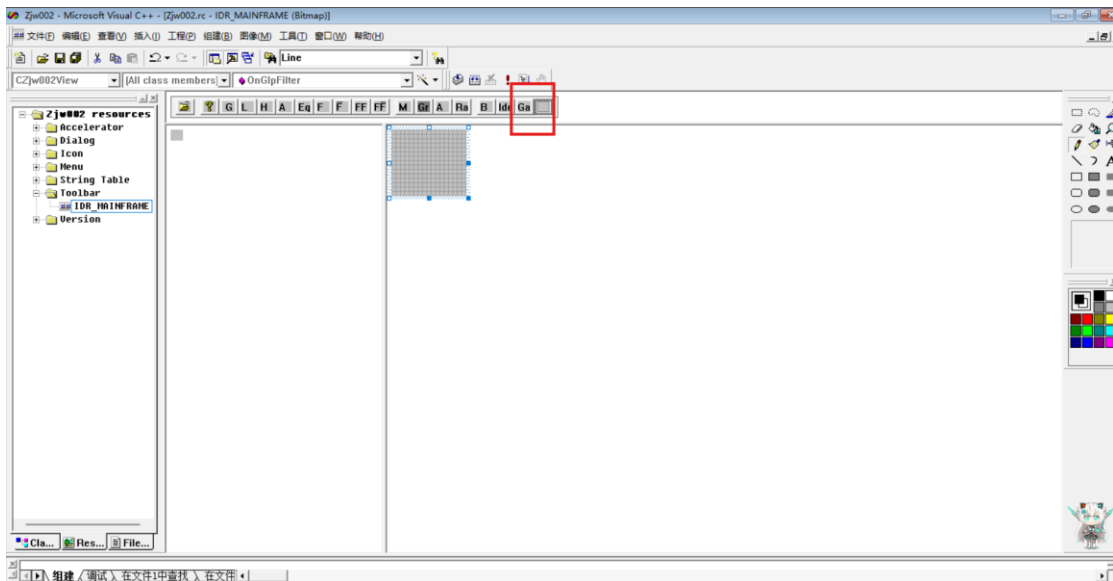 Zjw002 - Microsoft Visual C++ - [Zjw002.rc - IDR_MAINFRAME (Bitmap)]
文件(F) 编辑(E) 查看(V) 插入(I) 工程(P) 组建(B) 图像(M) 工具(T) 窗口(W) 帮助(H)
Line
CZjw002View [All class members] OnGlpFilter
G L H A Eq F F FF FF M Gr A Ra B Ga
Zjw002 resources
Accelerator
Dialog
Icon
Menu
String Table
Toolbar
IDR_MAINFRAME
Version
Cla... Res... File...
组建 调试 在文件1中查找 在文件